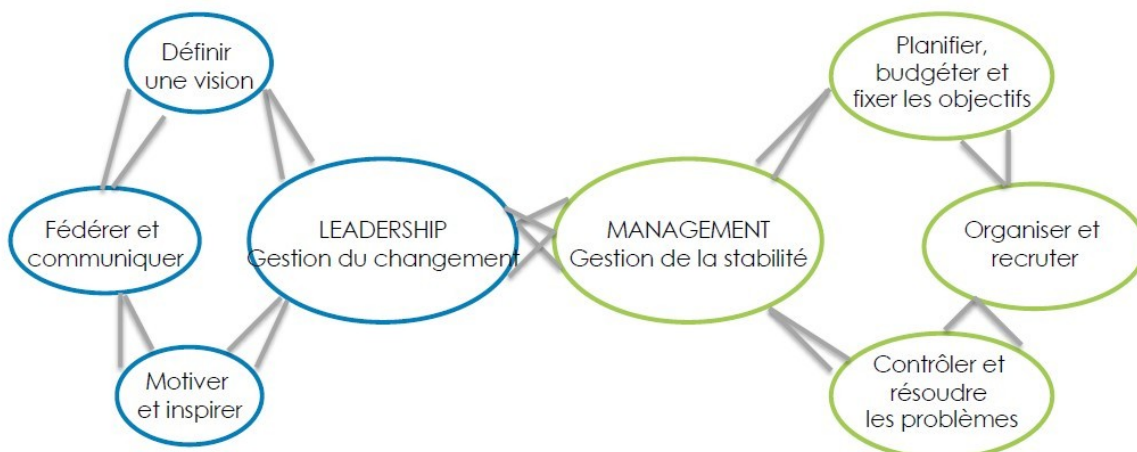 Définir
une vision
Fédérer et
communiquer
Motiver
et inspirer
LEADERSHIP
Gestion du changement
MANAGEMENT
Gestion de la stabilité
Planifier,
budgéter et
fixer les objectifs
Organiser et
recruter
Contrôler et
résoudre
les problèmes